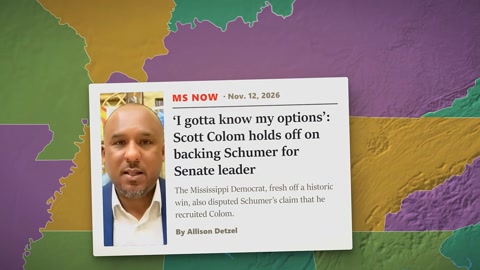 MS NOW · Nov. 12, 2026
‘I gotta know my options’:
Scott Colom holds off on
backing Schumer for
Senate leader
The Mississippi Democrat, fresh off a historic
win, also disputed Schumer’s claim that he
recruited Colom.
By Allison Detzel